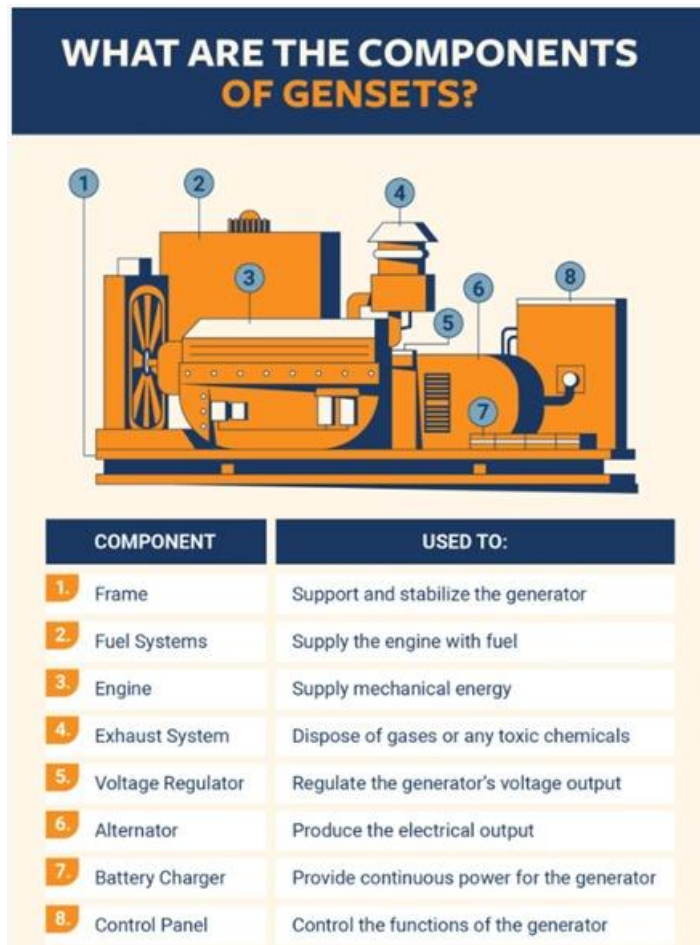 WHAT ARE THE COMPONENTS
OF GENSETS?
1
2
3
4
5
6
7
8
COMPONENT USED TO:
1. Frame Support and stabilize the generator
2. Fuel Systems Supply the engine with fuel
3. Engine Supply mechanical energy
4. Exhaust System Dispose of gases or any toxic chemicals
5. Voltage Regulator Regulate the generator's voltage output
6. Alternator Produce the electrical output
7. Battery Charger Provide continuous power for the generator
8. Control Panel Control the functions of the generator